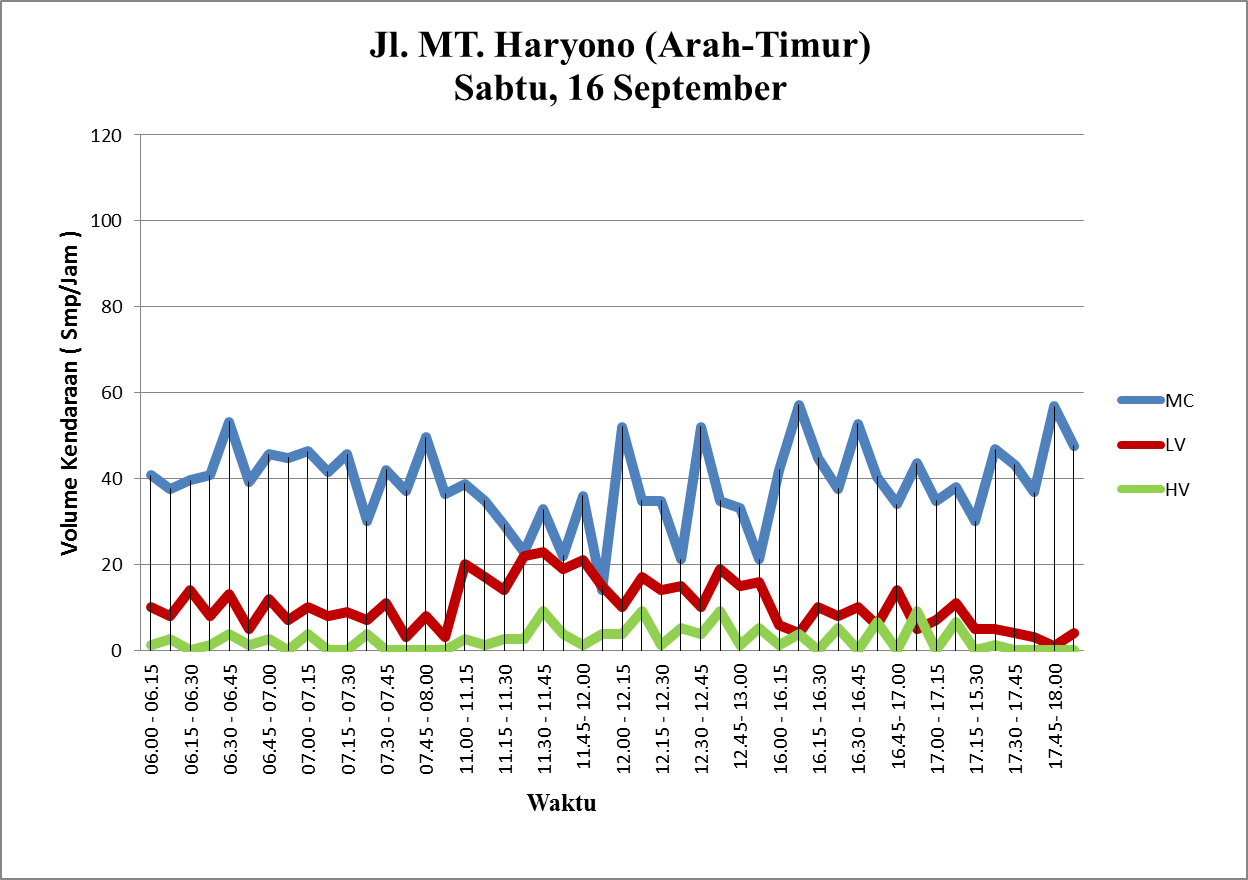 Jl. MT. Haryono (Arah-Timur)
Sabtu, 16 September
Volume Kendaraan ( Smp/Jam )
120
100
80
60
40
20
0
MC
LV
HV
06.00 - 06.15
06.15 - 06.30
06.30 - 06.45
06.45 - 07.00
07.00 - 07.15
07.15 - 07.30
07.30 - 07.45
07.45 - 08.00
11.00 - 11.15
11.15 - 11.30
11.30 - 11.45
11.45- 12.00
12.00 - 12.15
12.15 - 12.30
12.30 - 12.45
12.45- 13.00
16.00 - 16.15
16.15- 16.30
16.30 - 16.45
16.45- 17.00
17.00 - 17.15
17.15 - 15.30
17.30 - 17.45
17.45- 18.00
Waktu